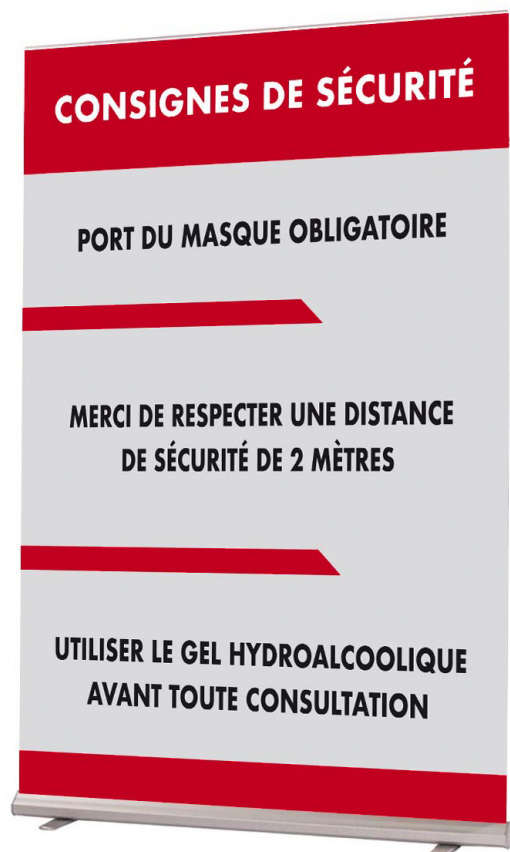 CONSIGNES DE SÉCURITÉ
PORT DU MASQUE OBLIGATOIRE
MERCI DE RESPECTER UNE DISTANCE
DE SÉCURITÉ DE 2 MÈTRES
UTILISER LE GEL HYDROALCOOLIQUE
AVANT TOUTE CONSULTATION